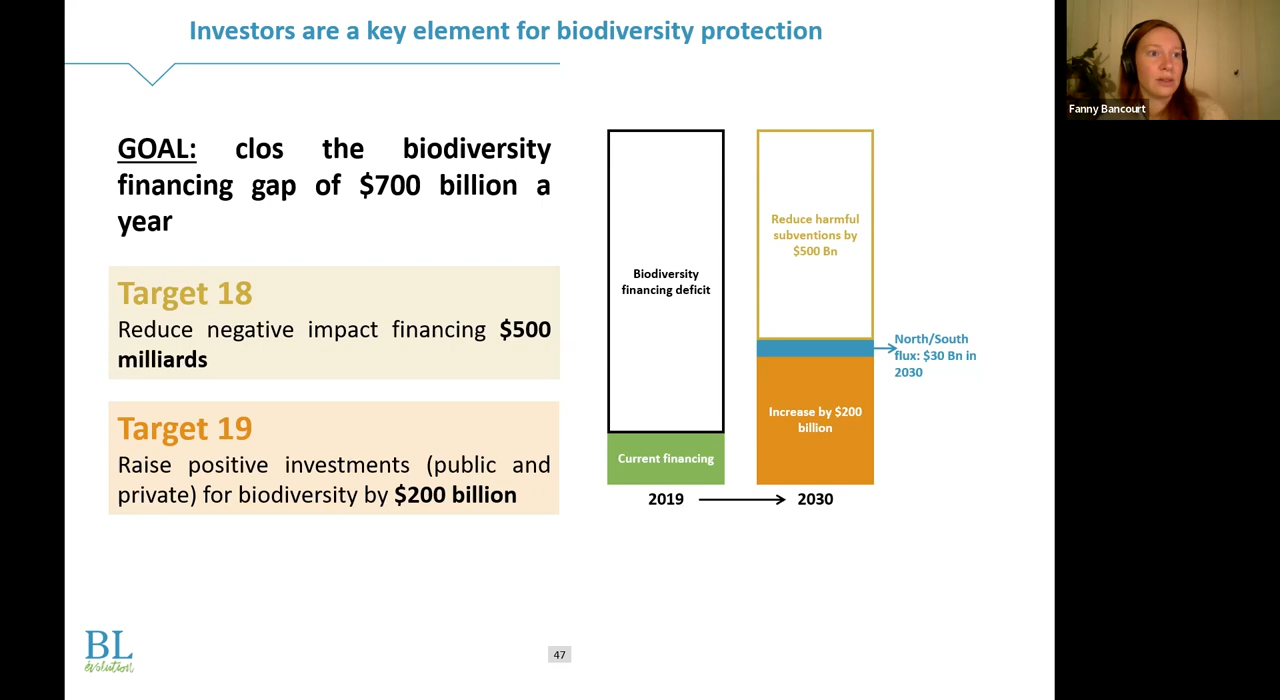 Investors are a key element for biodiversity protection
Fanny Bancourt
GOAL: clos the biodiversity
financing gap of $700 billion a
year
Target 18
Reduce negative impact financing $500
milliards
Target 19
Raise positive investments (public and
private) for biodiversity by $200 billion
Biodiversity
financing deficit
Current financing
Reduce harmful
subventions by
$500 Bn
North/South
flux: $30 Bn in
2030
Increase by $200
billion
2019
2030
BL
évolution
47